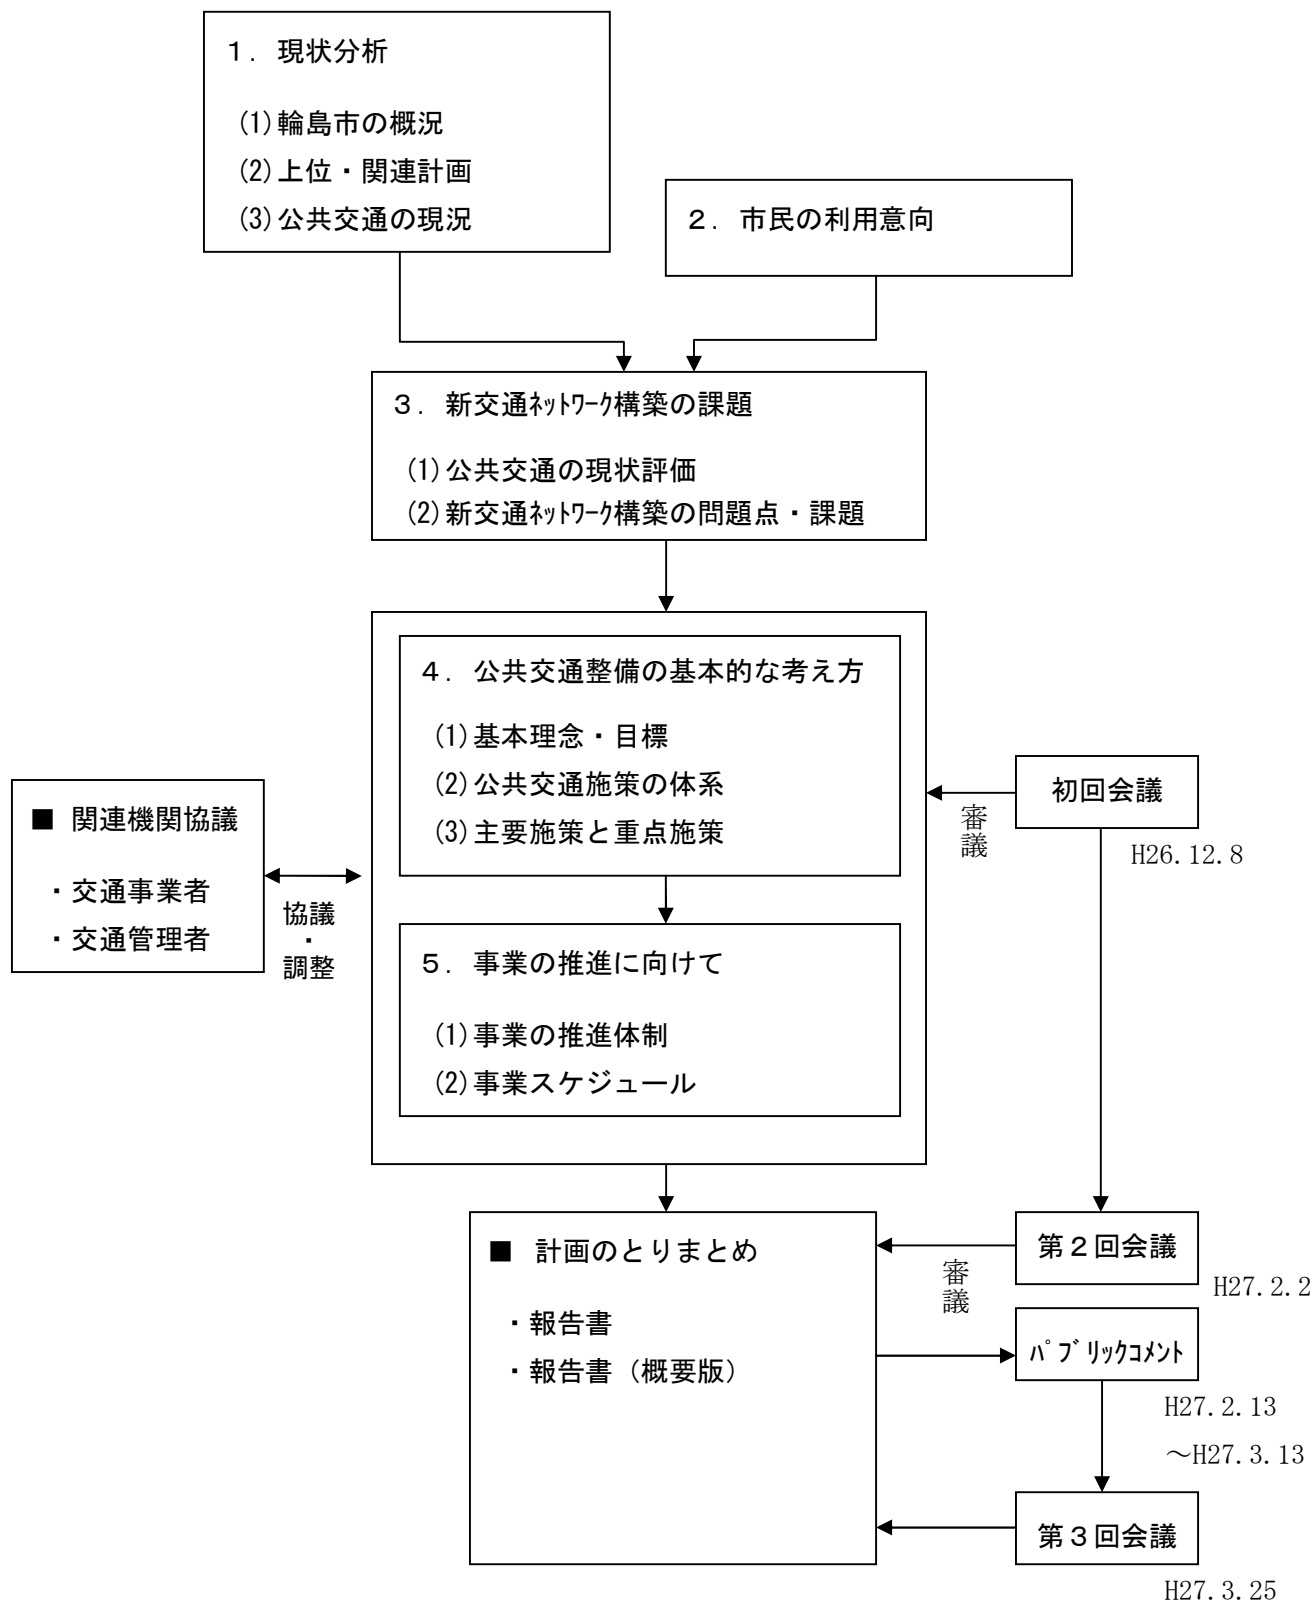 １．現状分析
(1)輪島市の概況
(2)上位・関連計画
(3)公共交通の現況
２．市民の利用意向
３．新交通ﾈｯﾄﾜｰｸ構築の課題
(1)公共交通の現状評価
(2)新交通ﾈｯﾄﾜｰｸ構築の問題点・課題
４．公共交通整備の基本的な考え方
(1)基本理念・目標
(2)公共交通施策の体系
(3)主要施策と重点施策
初回会議
審議
H26.12.8
■ 関連機関協議
・交通事業者
・交通管理者
協議
・
調整
５．事業の推進に向けて
(1)事業の推進体制
(2)事業スケジュール
■ 計画のとりまとめ
・報告書
・報告書（概要版）
第２回会議
審議
H27.2.2
ﾊﾟﾌﾞﾘｯｸｺﾒﾝﾄ
H27.2.13
～H27.3.13
第３回会議
H27.3.25